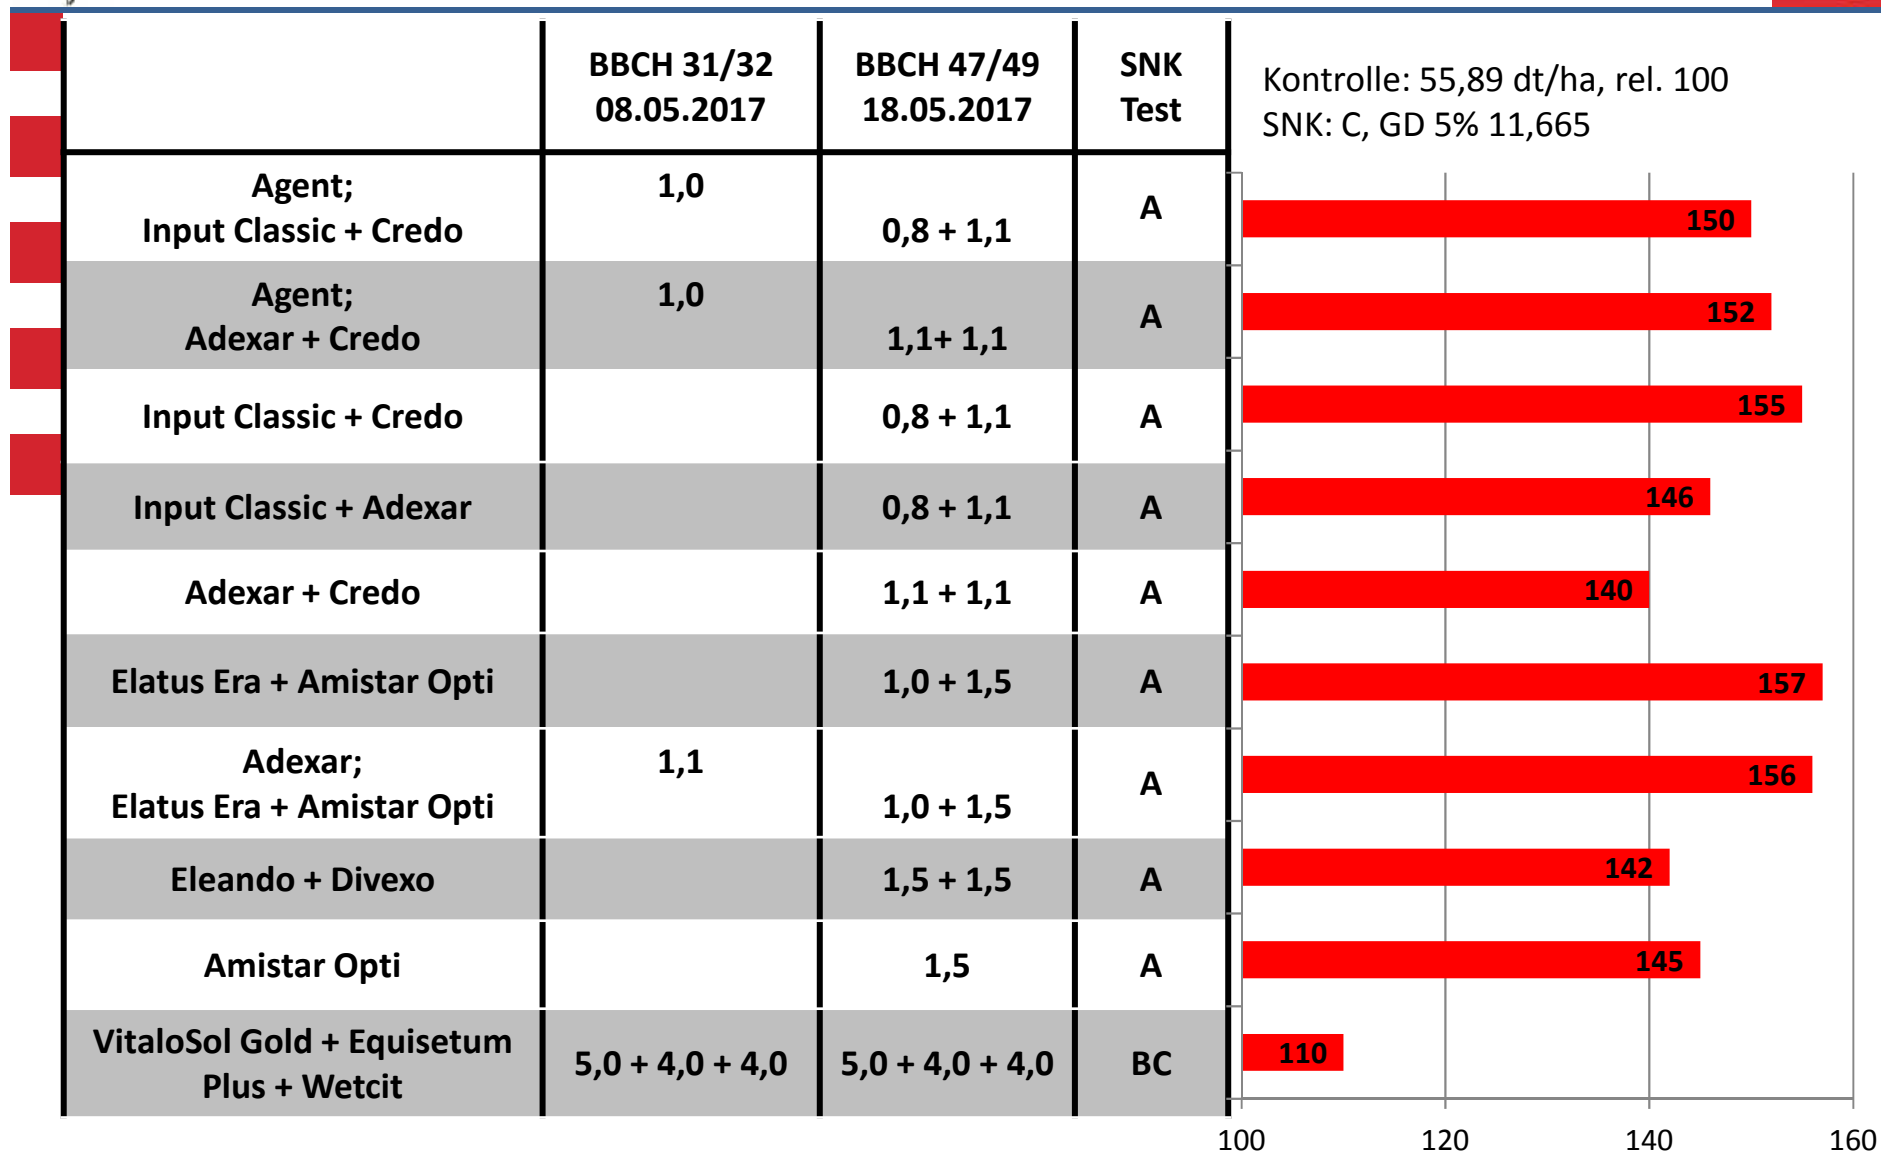 BBCH 31/32
08.05.2017
BBCH 47/49
18.05.2017
SNK
Test
Kontrolle: 55,89 dt/ha, rel. 100
SNK: C, GD 5% 11,665
Agent;
Input Classic + Credo
1,0
0,8 + 1,1
A
150
Agent;
Adexar + Credo
1,0
1,1+ 1,1
A
152
Input Classic + Credo
0,8 + 1,1
A
155
Input Classic + Adexar
0,8 + 1,1
A
146
Adexar + Credo
1,1 + 1,1
A
140
Elatus Era + Amistar Opti
1,0 + 1,5
A
157
Adexar;
Elatus Era + Amistar Opti
1,1
1,0 + 1,5
A
156
Eleando + Divexo
1,5 + 1,5
A
142
Amistar Opti
1,5
A
145
VitaloSol Gold + Equisetum
Plus + Wetcit
5,0 + 4,0 + 4,0
5,0 + 4,0 + 4,0
BC
110
100
120
140
160